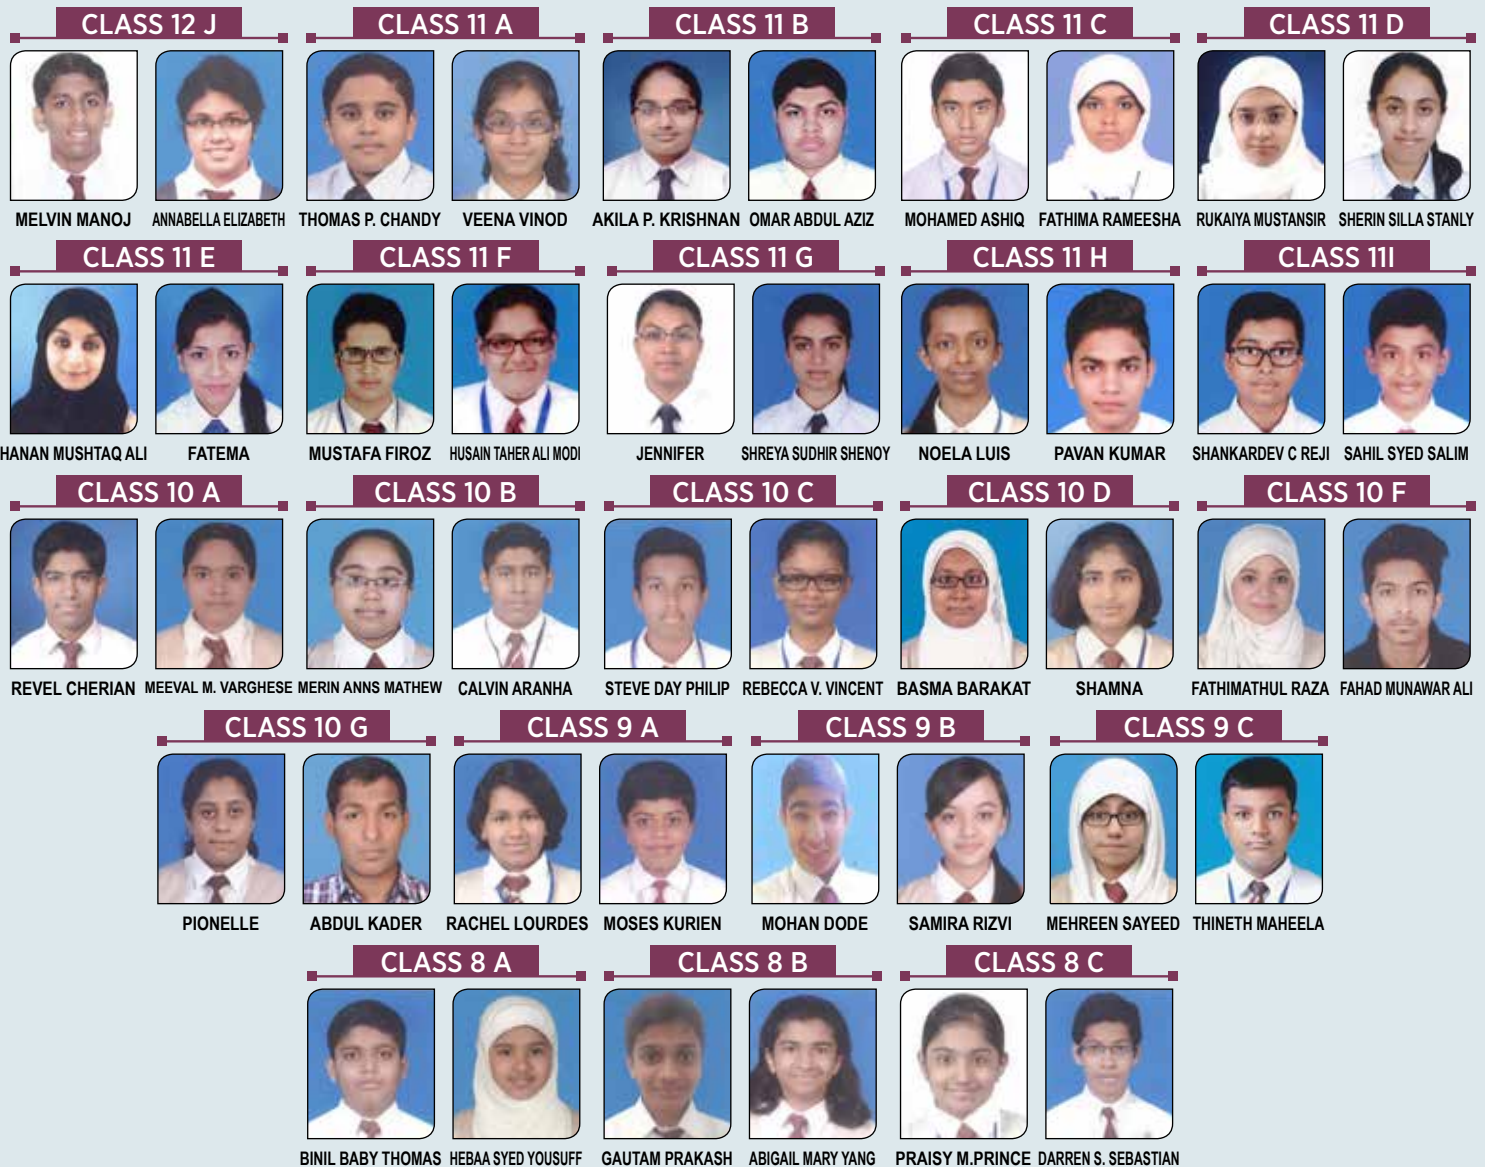 CLASS 12 J CLASS 11 A CLASS 11 B CLASS 11 C CLASS 11 D
MELVIN MANOJ ANNABELLA ELIZABETH THOMAS P. CHANDY VEENA VINOD AKILA P. KRISHNAN OMAR ABDUL AZIZ MOHAMED ASHIQ FATHIMA RAMEESHA RUKAIYA MUSTANSIR SHERIN SILLA STANLY
CLASS 11 E CLASS 11 F CLASS 11 G CLASS 11 H CLASS 11I
HANAN MUSHTAQ ALI FATEMA MUSTAFA FIROZ HUSAIN TAHER ALI MODI JENNIFER SHREYA SUDHIR SHENOY NOELA LUIS PAVAN KUMAR SHANKARDEV C REJI SAHIL SYED SALIM
CLASS 10 A CLASS 10 B CLASS 10 C CLASS 10 D CLASS 10 F
REVEL CHERIAN MEEVAL M. VARGHESE MERIN ANNS MATHEW CALVIN ARANHA STEVE DAY PHILIP REBECCA V. VINCENT BASMA BARAKAT SHAMNA FATHIMATHUL RAZA FAHAD MUNAWAR ALI
CLASS 10 G CLASS 9 A CLASS 9 B CLASS 9 C
PIONELLE ABDUL KADER RACHEL LOURDES MOSES KURIEN MOHAN DODE SAMIRA RIZVI MEHREEN SAYEED THINETH MAHEELA
CLASS 8 A CLASS 8 B CLASS 8 C
BINIL BABY THOMAS HEBAA SYED YOUSUFF GAUTAM PRAKASH ABIGAIL MARY YANG PRAISY M.PRINCE DARREN S. SEBASTIAN